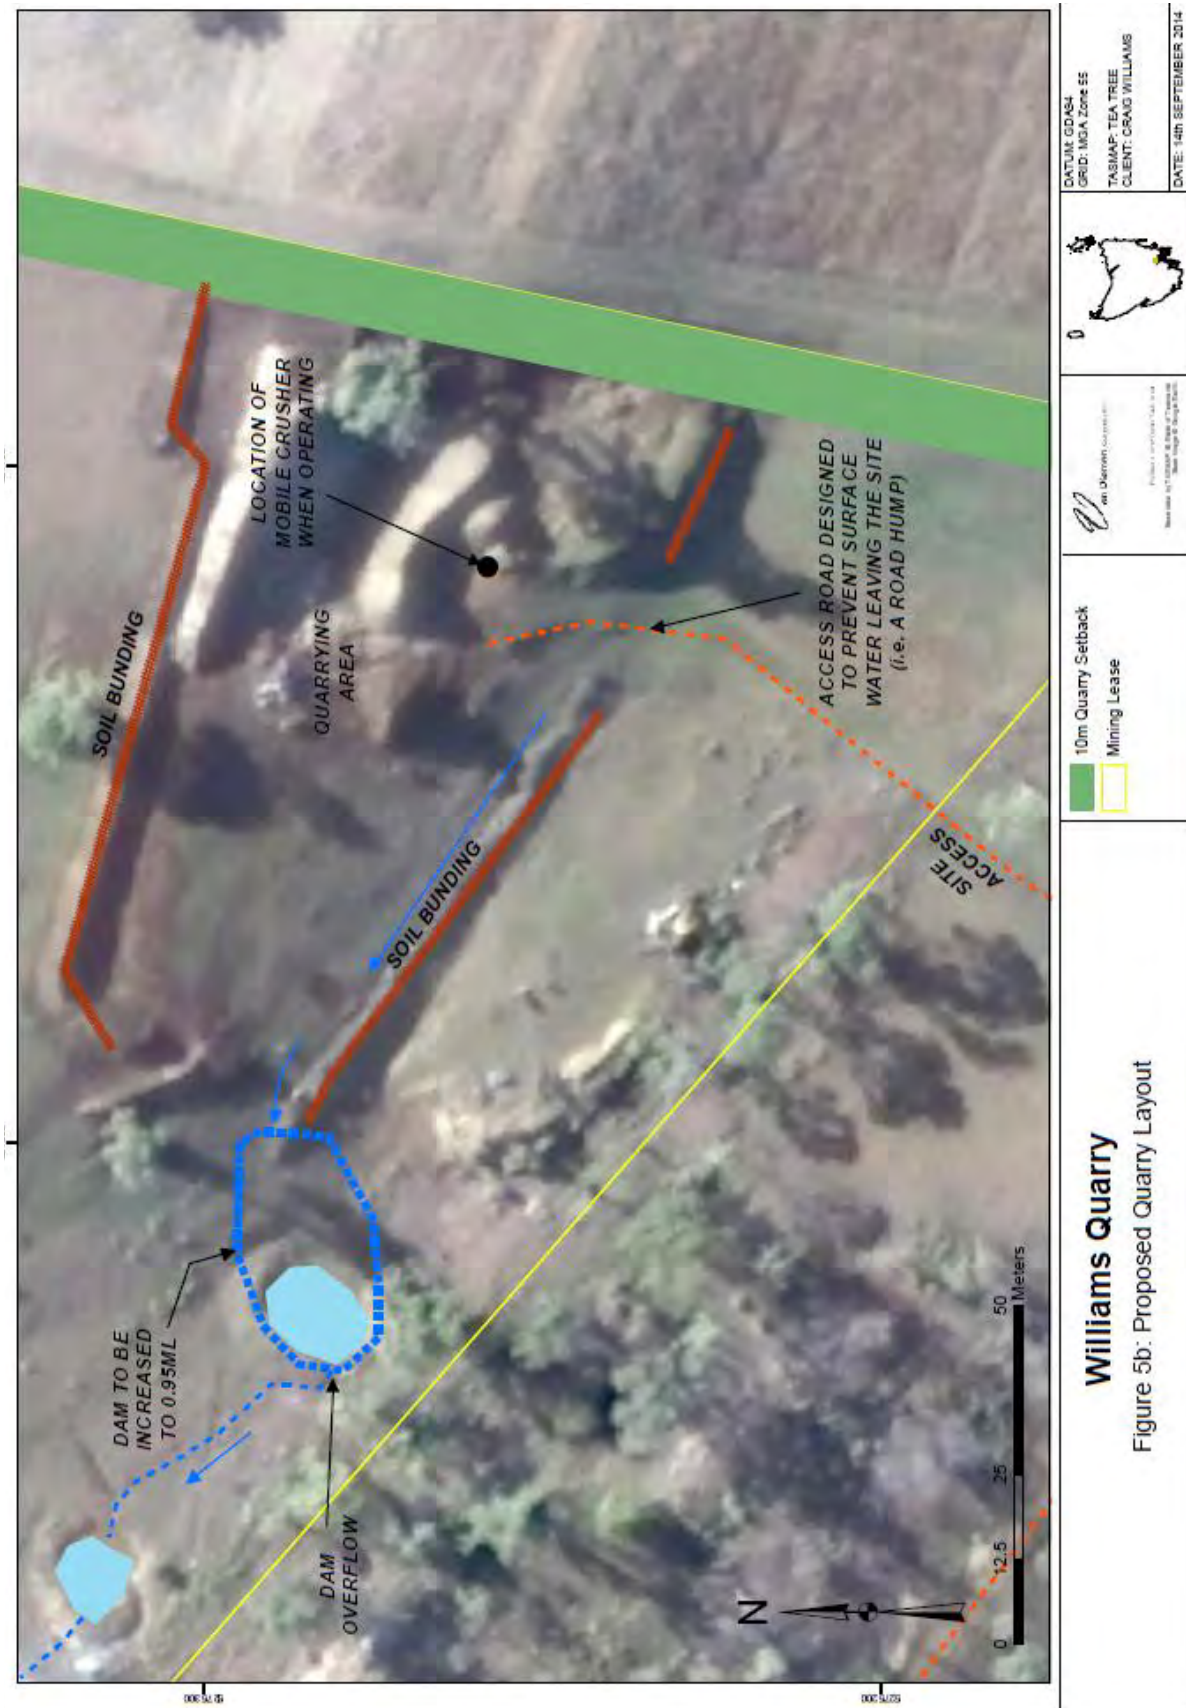 DAM TO BE
INCREASED
TO 0.95ML
DAM
OVERFLOW
SOIL BUNDING
SOIL BUNDING
QUARRYING
AREA
LOCATION OF
MOBILE CRUSHER
WHEN OPERATING
ACCESS ROAD DESIGNED
TO PREVENT SURFACE
WATER LEAVING THE SITE
(i.e. A ROAD HUMP)
SITE
ACCESS
N
0 12.5 25 50
Meters
Williams Quarry
Figure 5b: Proposed Quarry Layout
10m Quarry Setback
Mining Lease
DATUM: GDA94
GRID: MGA Zone 55
TASMAP: TEA TREE
CLIENT: CRAIG WILLIAMS
DATE: 14th SEPTEMBER 2014